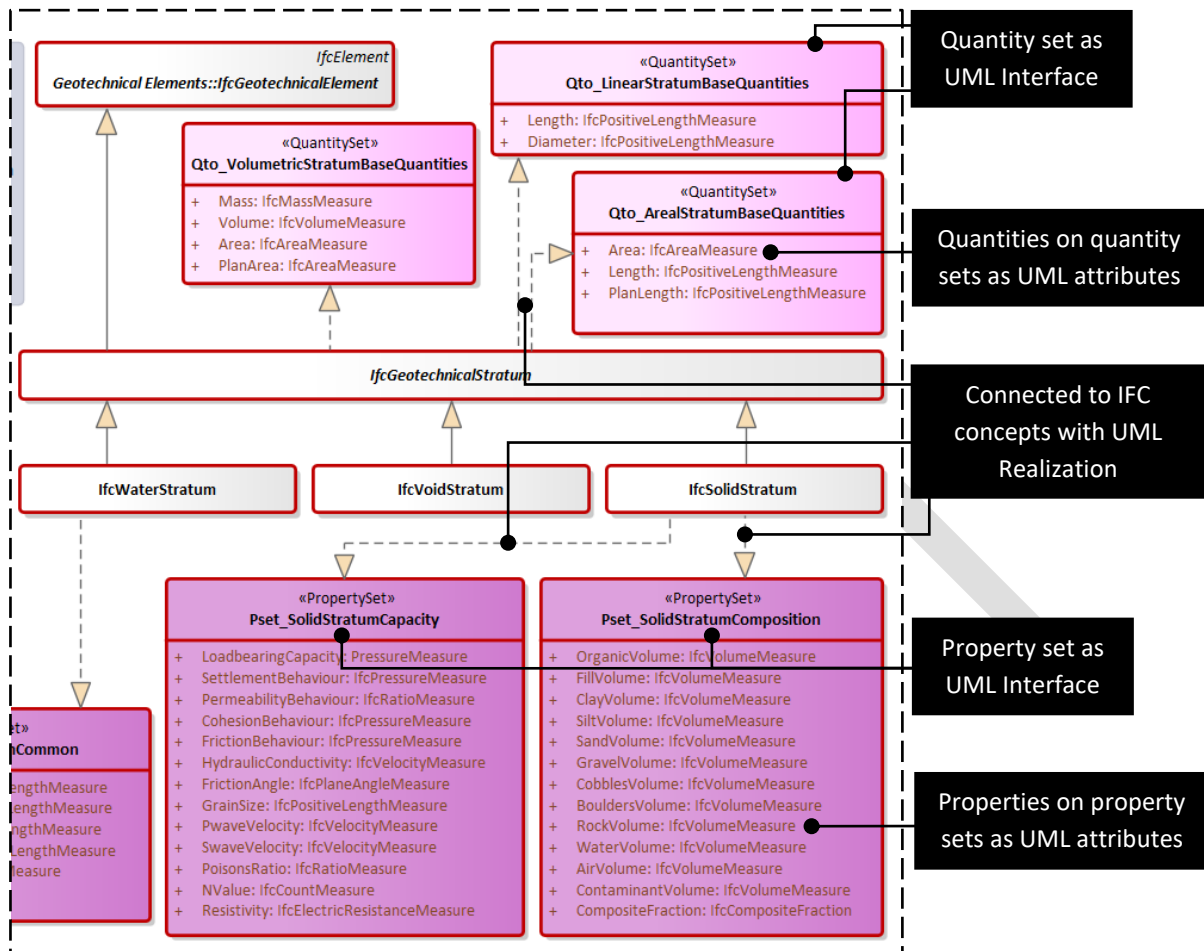 IfcElement
Geotechnical Elements::IfcGeotechnicalElement
«QuantitySet»
Qto_VolumetricStratumBaseQuantities
+ Mass: IfcMassMeasure
+ Volume: IfcVolumeMeasure
+ Area: IfcAreaMeasure
+ PlanArea: IfcAreaMeasure
«QuantitySet»
Qto_LinearStratumBaseQuantities
+ Length: IfcPositiveLengthMeasure
+ Diameter: IfcPositiveLengthMeasure
«QuantitySet»
Qto_ArealStratumBaseQuantities
+ Area: IfcAreaMeasure
+ Length: IfcPositiveLengthMeasure
+ PlanLength: IfcPositiveLengthMeasure
IfcGeotechnicalStratum
IfcWaterStratum
IfcVoidStratum
IfcSolidStratum
«PropertySet»
Pset_SolidStratumCapacity
+ LoadbearingCapacity: PressureMeasure
+ SettlementBehaviour: IfcPressureMeasure
+ PermeabilityBehaviour: IfcRatioMeasure
+ CohesionBehaviour: IfcPressureMeasure
+ FrictionBehaviour: IfcPressureMeasure
+ HydraulicConductivity: IfcVelocityMeasure
+ FrictionAngle: IfcPlaneAngleMeasure
+ GrainSize: IfcPositiveLengthMeasure
+ PwaveVelocity: IfcVelocityMeasure
+ SwaveVelocity: IfcVelocityMeasure
+ PoisonsRatio: IfcRatioMeasure
+ NValue: IfcCountMeasure
+ Resistivity: IfcElectricResistanceMeasure
«PropertySet»
Pset_SolidStratumComposition
+ OrganicVolume: IfcVolumeMeasure
+ FillVolume: IfcVolumeMeasure
+ ClayVolume: IfcVolumeMeasure
+ SiltVolume: IfcVolumeMeasure
+ SandVolume: IfcVolumeMeasure
+ GravelVolume: IfcVolumeMeasure
+ CobblesVolume: IfcVolumeMeasure
+ BouldersVolume: IfcVolumeMeasure
+ RockVolume: IfcVolumeMeasure
+ WaterVolume: IfcVolumeMeasure
+ AirVolume: IfcVolumeMeasure
+ ContaminantVolume: IfcVolumeMeasure
+ CompositeFraction: IfcCompositeFraction
et»
nCommon
engthMeasure
LengthMeasure
ngthMeasure
LengthMeasure
Measure
Quantity set as
UML Interface
Quantities on quantity
sets as UML attributes
Connected to IFC
concepts with UML
Realization
Property set as
UML Interface
Properties on property
sets as UML attributes